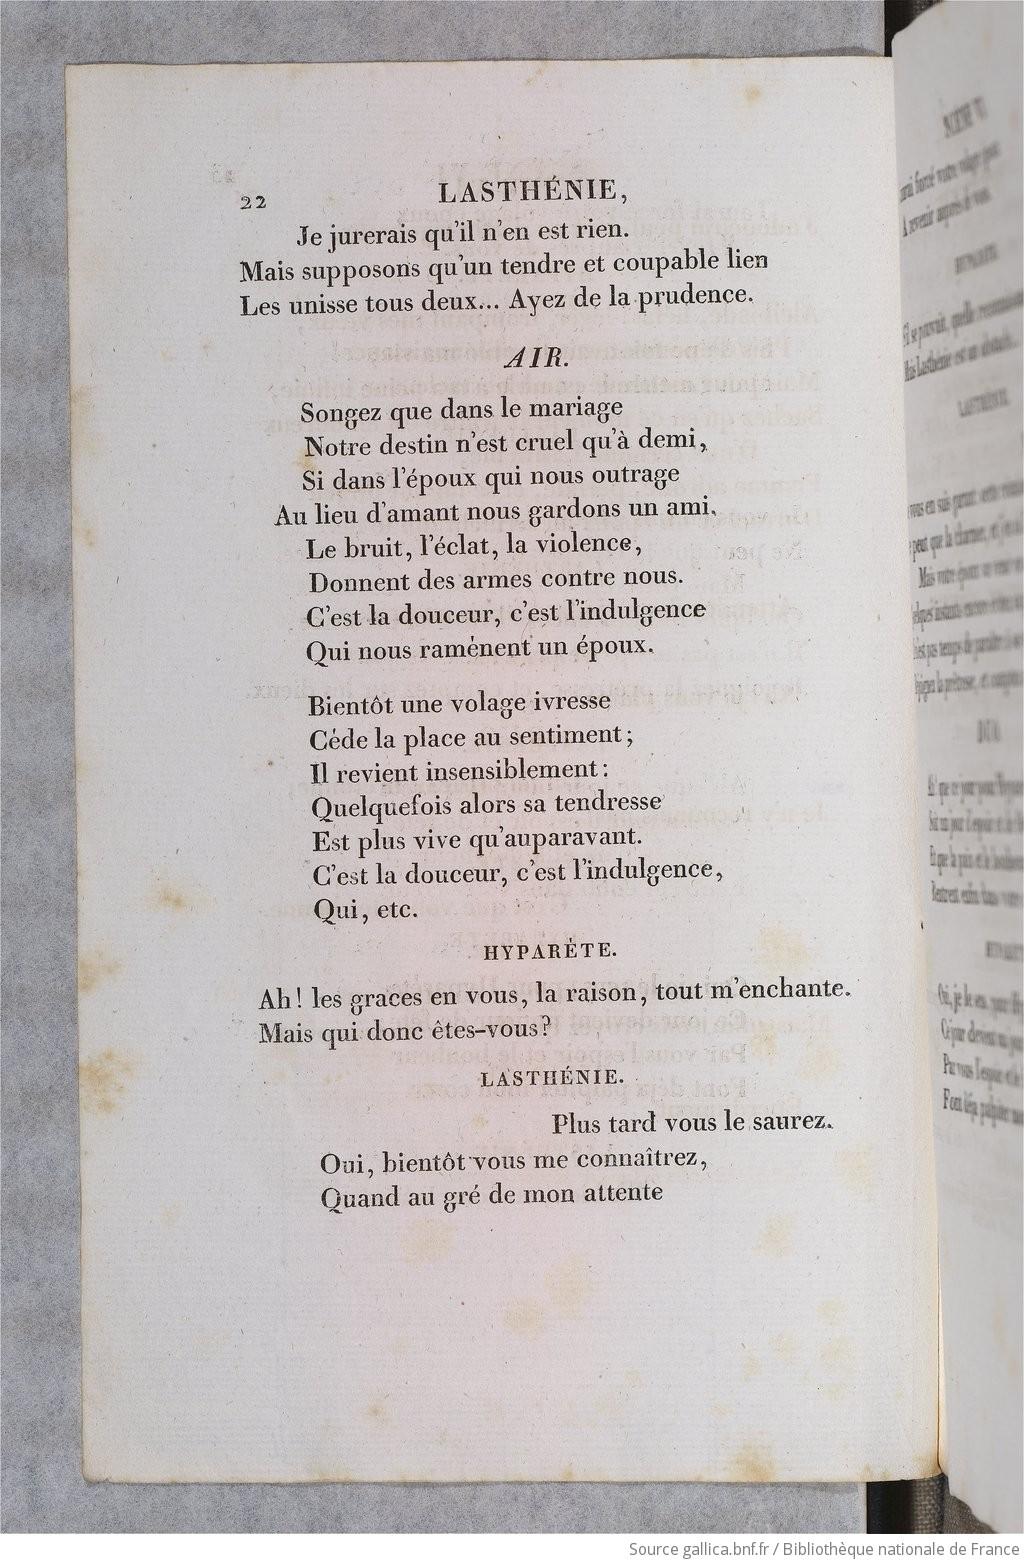 22 LASTHÉNIE,
Je jurerais qu'il n'en est rien.
Mais supposons qu'un tendre et coupable lien
Les unisse tous deux... Ayez de la prudence.
AIR.
Songez que dans le mariage
Notre destin n'est cruel qu'à demi,
Si dans l'époux qui nous outrage
Au lieu d'amant nous gardons un ami.
Le bruit, l'éclat, la violence,
Donnent des armes contre nous.
C'est la douceur, c'est l'indulgence
Qui nous ramènent un époux.
Bientôt une volage ivresse
Cède la place au sentiment ;
Il revient insensiblement :
Quelquefois alors sa tendresse
Est plus vive qu'auparavant.
C'est la douceur, c'est l'indulgence,
Qui, etc.
HYPARÈTE.
Ah ! les graces en vous, la raison, tout m'enchante.
Mais qui donc êtes-vous ?
LASTHÉNIE.
Plus tard vous le saurez.
Oui, bientôt vous me connaîtrez,
Quand au gré de mon attente
Source gallica.bnf.fr / Bibliothèque nationale de France